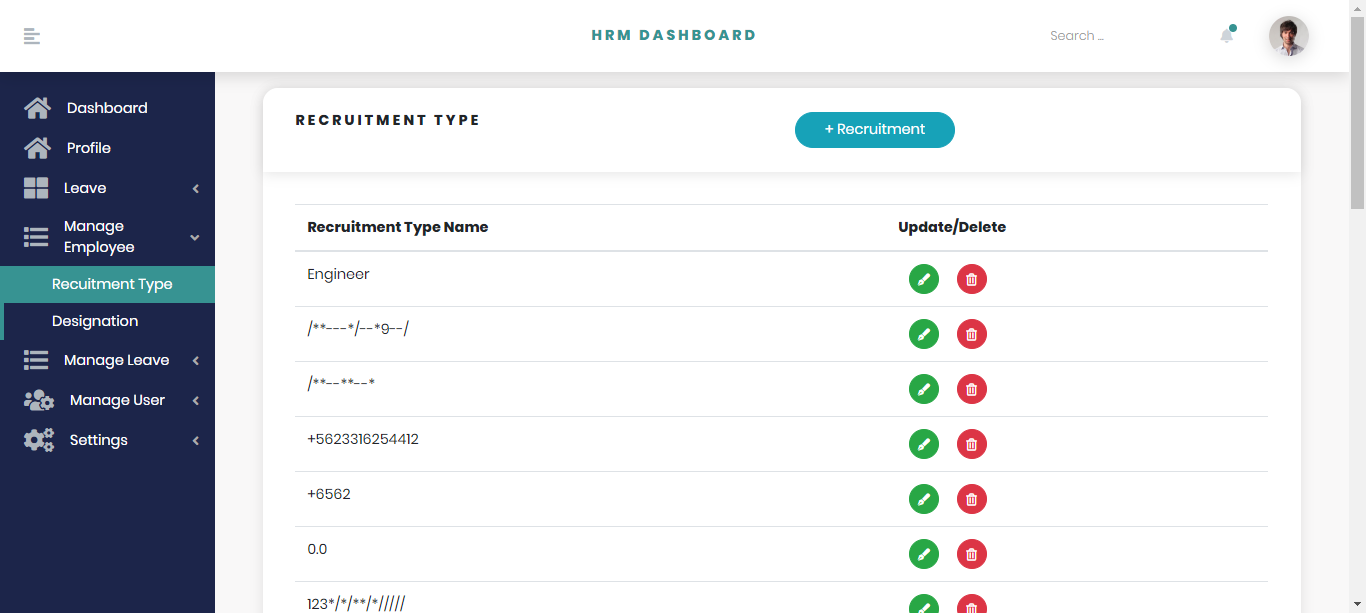 HRM DASHBOARD
Search ...
Dashboard
Profile
Leave
Manage
Employee
Recuitment Type
Designation
Manage Leave
Manage User
Settings
RECRUITMENT TYPE
+ Recruitment
Recruitment Type Name Update/Delete
Engineer
/**---*/--*9--/
/**--**--*
+5623316254412
+6562
0.0
123*/*/**/*/////